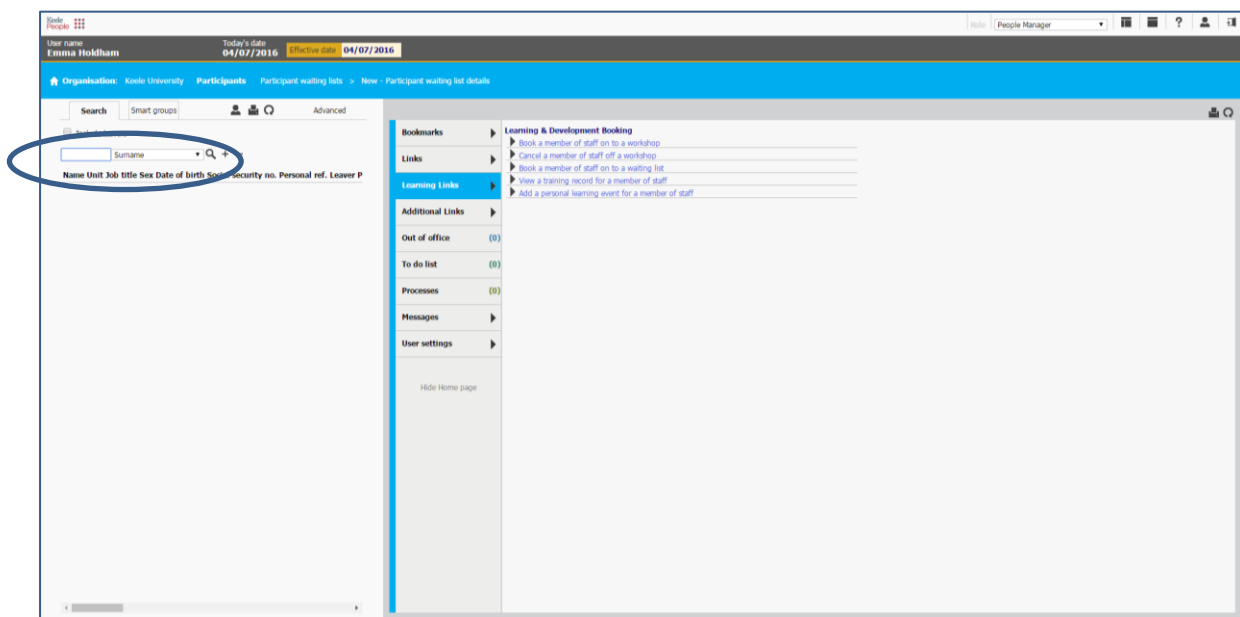 Keele
People
Role People Manager
?
User name
Emma Holdham
Today's date
04/07/2016
Effective date 04/07/2016
Organisation: Keele University Participants Participant waiting lists > New - Participant waiting list details
Search Smart groups Advanced
Surname
Name Unit Job title Sex Date of birth Social security no. Personal ref. Leaver P
Bookmarks
Links
Learning Links
Additional Links
Out of office (0)
To do list (0)
Processes (0)
Messages
User settings
Hide Home page
Learning & Development Booking
Book a member of staff on to a workshop
Cancel a member of staff off a workshop
Book a member of staff on to a waiting list
View a training record for a member of staff
Add a personal learning event for a member of staff